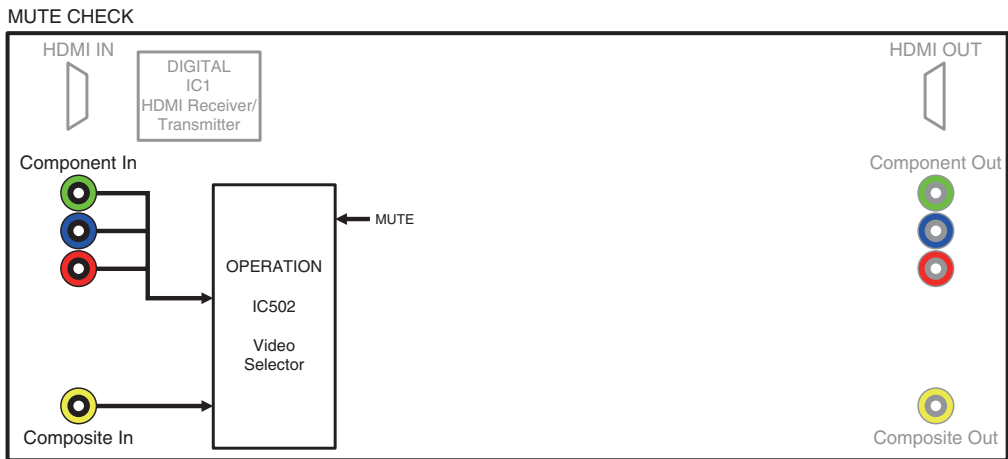 MUTE CHECK
HDMI IN
HDMI OUT
DIGITAL
IC1
HDMI Receiver/
Transmitter
Component In
Component Out
MUTE
OPERATION
IC502
Video
Selector
Composite In
Composite Out